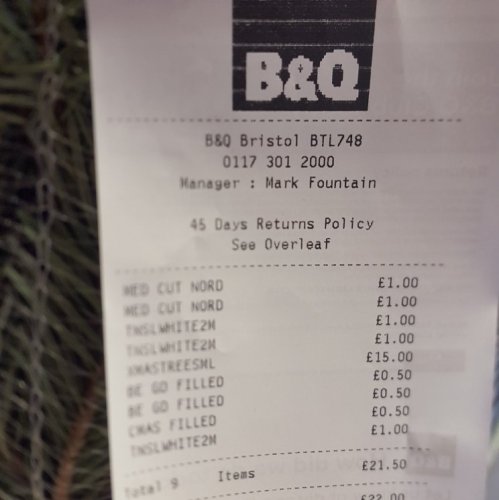 B&Q
B&Q Bristol BTL748
0117 301 2000
Manager : Mark Fountain
45 Days Returns Policy
See Overleaf
MED CUT NORD £1.00
MED CUT NORD £1.00
TNSLWHITE2M £1.00
TNSLWHITE2M £1.00
XMASTREESML £15.00
BE GD FILLED £0.50
BE GD FILLED £0.50
CMAS FILLED £0.50
TNSLWHITE2M £1.00
Total 9 Items £21.50
£22.00